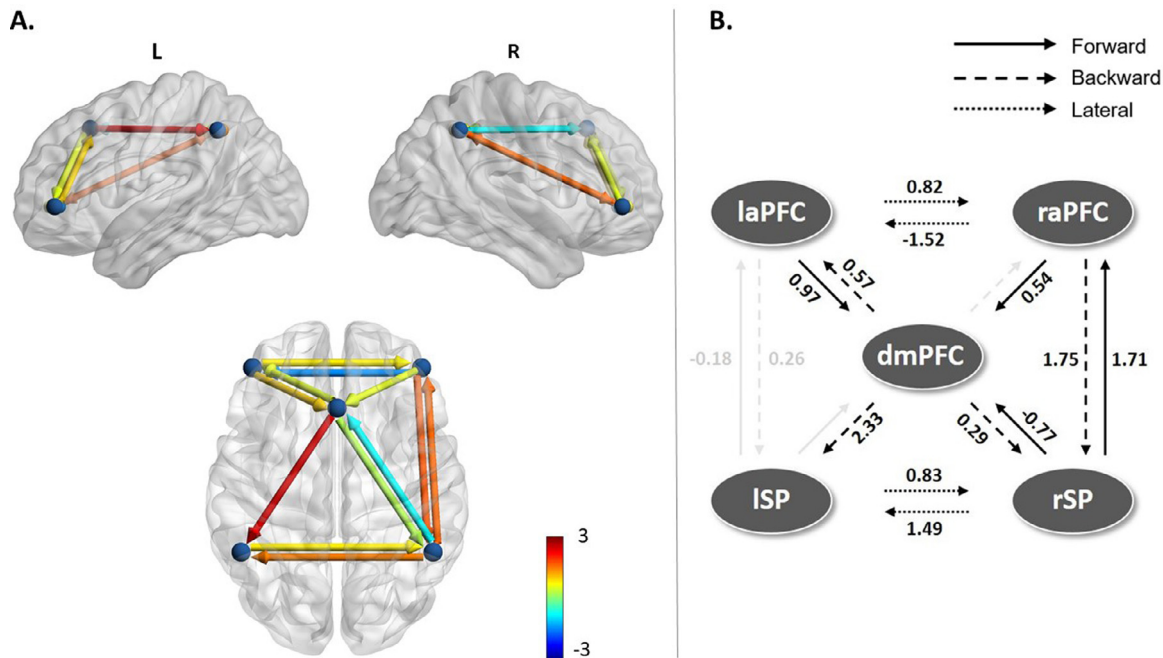 A.
L
R
3
-3
B.
Forward
Backward
Lateral
laPFC
0.82
-1.52
raPFC
0.97
0.57
0.54
dmPFC
-0.18
0.26
1.75
1.71
2.33
0.29
-0.77
lSP
0.83
1.49
rSP